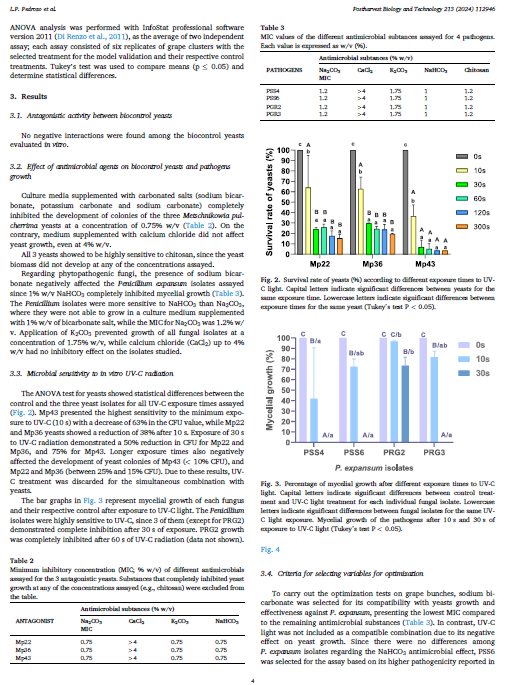 L.P. Pedrozo et al.
Postharvest Biology and Technology 213 (2024) 112946
ANOVA analysis was performed with InfoStat professional software
version 2011 (Di Renzo et al., 2011), as the average of two independent
assay; each assay consisted of six replicates of grape clusters with the
selected treatment for the model validation and their respective control
treatments. Tukey's test was used to compare means (p ≤ 0.05) and
determine statistical differences.
3. Results
3.1. Antagonistic activity between biocontrol yeasts
No negative interactions were found among the biocontrol yeasts
evaluated in vitro.
3.2. Effect of antimicrobial agents on biocontrol yeasts and pathogens
growth
Culture media supplemented with carbonated salts (sodium bicar-
bonate, potassium carbonate and sodium carbonate) completely
inhibited the development of colonies of the three Metschnikowia pul-
cherrima yeasts at a concentration of 0.75% w/v (Table 2). On the
contrary, medium supplemented with calcium chloride did not affect
yeast growth, even at 4% w/v.
All 3 yeasts showed to be highly sensitive to chitosan, since the yeast
biomass did not develop at any of the concentrations assayed.
Regarding phytopathogenic fungi, the presence of sodium bicar-
bonate negatively affected the Penicillium expansum isolates assayed
since 1% w/v NaHCO₃ completely inhibited mycelial growth (Table 3).
The Penicillium isolates were more sensitive to NaHCO₃ than Na₂CO₃,
where they were not able to grow in a culture medium supplemented
with 1% w/v of bicarbonate salt, while the MIC for Na₂CO₃ was 1.2% w/
v. Application of K₂CO₃ prevented growth of all fungal isolates at a
concentration of 1.75% w/v, while calcium chloride (CaCl₂) up to 4%
w/v had no inhibitory effect on the isolates studied.
3.3. Microbial sensitivity to in vitro UV-C radiation
The ANOVA test for yeasts showed statistical differences between the
control and the three yeast isolates for all UV-C exposure times assayed
(Fig. 2). Mp43 presented the highest sensitivity to the minimum expo-
sure to UV-C (10 s) with a decrease of 63% in the CFU value, while Mp22
and Mp36 yeasts showed a reduction of 38% after 10 s. Exposure of 30 s
to UV-C radiation demonstrated a 50% reduction in CFU for Mp22 and
Mp36, and 75% for Mp43. Longer exposure times also negatively
affected the development of yeast colonies of Mp43 (< 10% CFU), and
Mp22 and Mp36 (between 25% and 15% CFU). Due to these results, UV-
C treatment was discarded for the simultaneous combination with
yeasts.
The bar graphs in Fig. 3 represent mycelial growth of each fungus
and their respective control after exposure to UV-C light. The Penicillium
isolates were highly sensitive to UV-C, since 3 of them (except for PRG2)
demonstrated complete inhibition after 30 s of exposure. PRG2 growth
was completely inhibited after 60 s of UV-C radiation (data not shown).
Table 2
Minimum inhibitory concentration (MIC; % w/v) of different antimicrobials
assayed for the 3 antagonistic yeasts. Substances that completely inhibited yeast
growth at any of the concentrations assayed (e.g., chitosan) were excluded from
the table.
Antimicrobial substances (% w/v)
ANTAGONIST Na₂CO₃ CaCl₂ K₂CO₃ NaHCO₃
MIC
Mp22 0.75 >4 0.75 0.75
Mp36 0.75 >4 0.75 0.75
Mp43 0.75 >4 0.75 0.75
Table 3
MIC values of the different antimicrobial subtances assayed for 4 pathogens.
Each value is expressed as w/v (%).
Antimicrobial subtances (% w/v)
PATHOGENS Na₂CO₃ CaCl₂ K₂CO₃ NaHCO₃ Chitosan
MIC
PSS4 1.2 >4 1.75 1 1.2
PSS6 1.2 >4 1.75 1 1.2
PGR2 1.2 >4 1.75 1 1.2
PGR3 1.2 >4 1.75 1 1.2
Survival rate of yeasts (%)
100
90
80
70
60
50
40
30
20
10
0
c A b B a B a B a B a
c A b B a B a B a B a
c A b A a A a A a A a
Mp22 Mp36 Mp43
0s
10s
30s
60s
120s
300s
Fig. 2. Survival rate of yeasts (%) according to different exposure times to UV-
C light. Capital letters indicate significant differences between yeasts for the
same exposure time. Lowercase letters indicate significant differences between
exposure times for the same yeast (Tukey's test P < 0.05).
Mycelial growth (%)
100
90
80
70
60
50
40
30
20
10
0
C B/a A/a C B/ab A/a C C/b B/b C B/ab A/a
PSS4 PSS6 PRG2 PRG3
P. expansum isolates
0s
10s
30s
Fig. 3. Percentage of mycelial growth after different exposure times to UV-C
light. Capital letters indicate significant differences between control treat-
ment and UV-C light treatment for each individual fungal isolate. Lowercase
letters indicate significant differences between fungal isolates for the same UV-
C light exposure. Mycelial growth of the pathogens after 10 s and 30 s of
exposure to UV-C light (Tukey's test P < 0.05).
Fig. 4
3.4. Criteria for selecting variables for optimization
To carry out the optimization tests on grape bunches, sodium bi-
carbonate was selected for its compatibility with yeasts growth and
effectiveness against P. expansum, presenting the lowest MIC compared
to the remaining antimicrobial substances (Table 3). In contrast, UV-C
light was not included as a compatible combination due to its negative
effect on yeast growth. Since there were no differences among
P. expansum isolates regarding the NaHCO₃ antimicrobial effect, PSS6
was selected for the assay based on its higher pathogenicity reported in
4